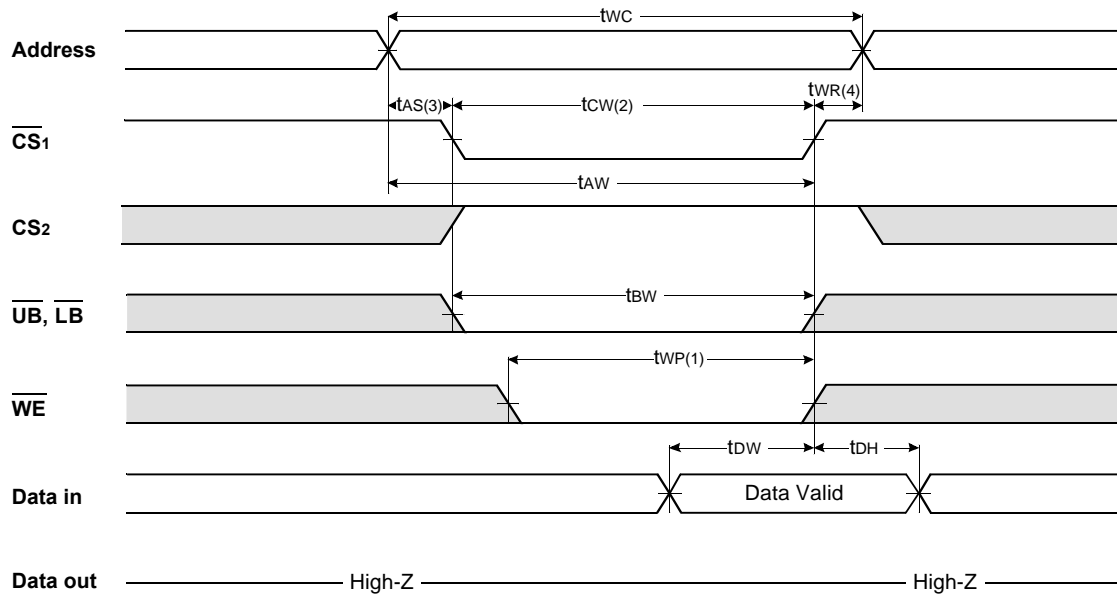 tWC
Address
tAS(3) tCW(2) tWR(4)
CS1
tAW
CS2
tBW
UB, LB
tWP(1)
WE
tDW tDH
Data in Data Valid
Data out High-Z High-Z